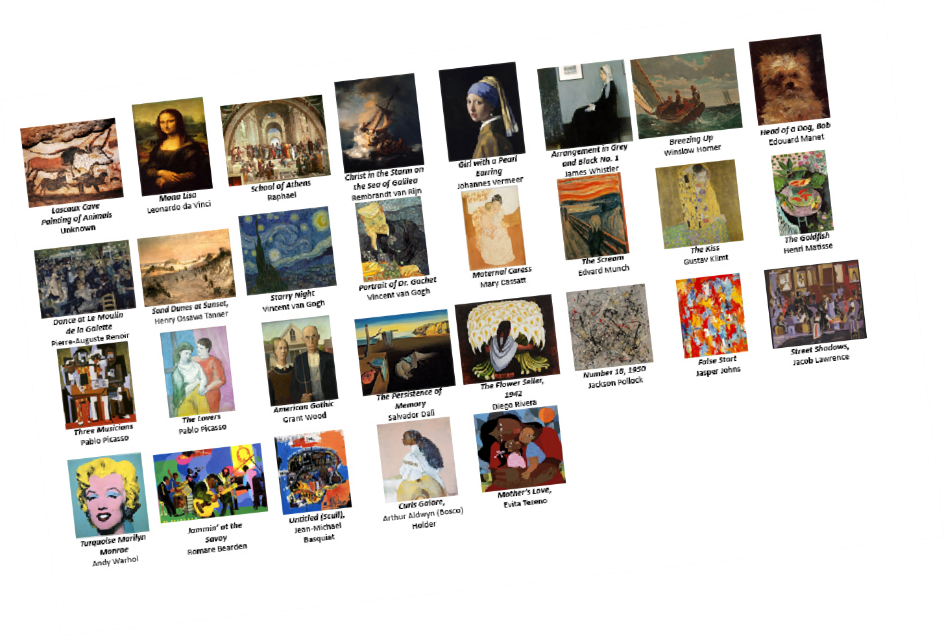 Lascaux Cave
Painting of Animals
Unknown
Mona Lisa
Leonardo da Vinci
School of Athens
Raphael
Christ in the Storm on
the Sea of Galilea
Rembrandt van Rijn
Girl with a Pearl
Earring
Johannes Vermeer
Arrangement in Grey
and Black No. 1
James Whistler
Breezing Up
Winslow Homer
Head of a Dog, Bob
Edouard Manet
Dance at Le Moulin
de la Galette
Pierre-Auguste Renoir
Sand Dunes at Sunset,
Henry Ossawa Tanner
Starry Night
Vincent van Gogh
Portrait of Dr. Gachet
Vincent van Gogh
Maternal Caress
Mary Cassatt
The Scream
Edvard Munch
The Kiss
Gustav Klimt
The Goldfish
Henri Matisse
Three Musicians
Pablo Picasso
The Lovers
Pablo Picasso
American Gothic
Grant Wood
The Persistence of
Memory
Salvador Dali
The Flower Seller,
1942
Diego Rivera
Number 18, 1950
Jackson Pollock
False Start
Jasper Johns
Street Shadows,
Jacob Lawrence
Turquoise Marilyn
Monroe
Andy Warhol
Jammin' at the
Savoy
Romare Bearden
Untitled (Scull),
Jean-Michael
Basquiat
Curls Galore,
Arthur Aldwyn (Bosco)
Holder
Mother's Love,
Evita Tezeno